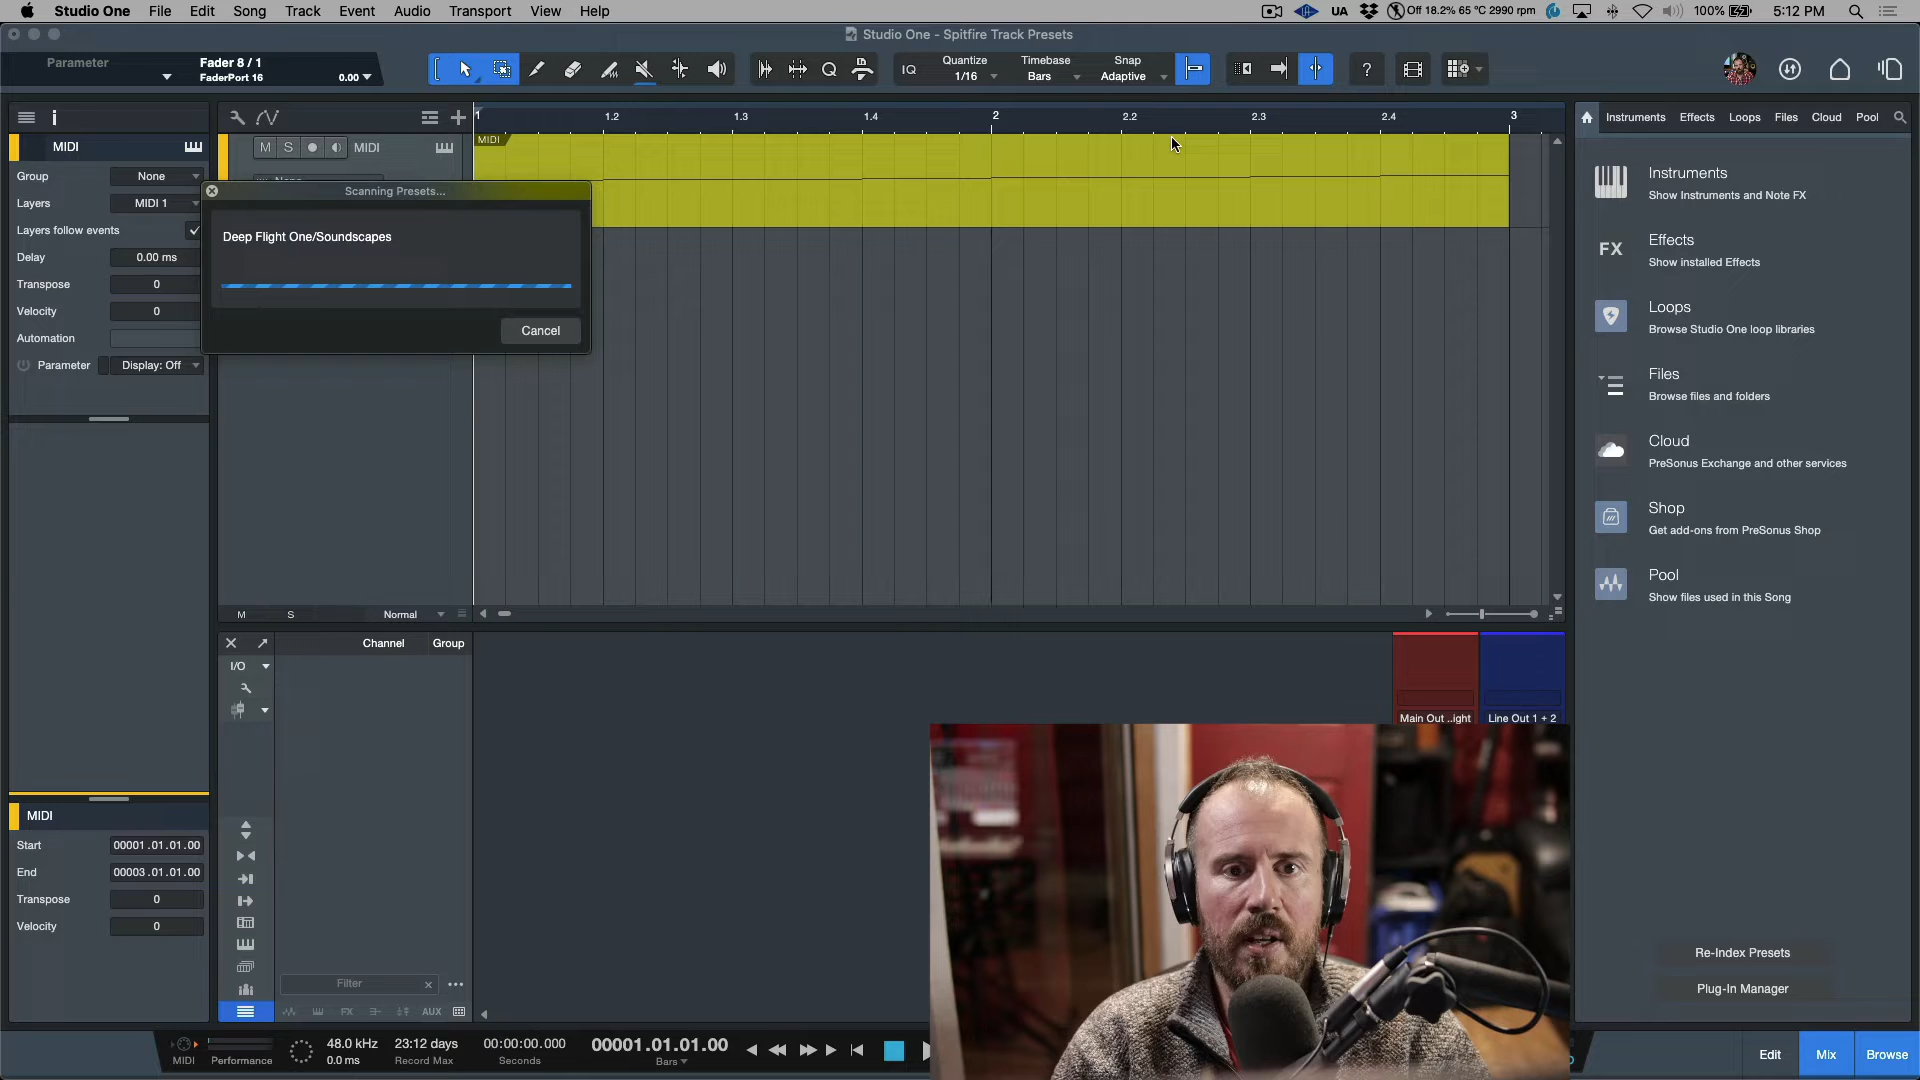 Studio One File Edit Song Track Event Audio Transport View Help
UA Off 18.2% 65 °C 2990 rpm 100% 5:12 PM
Studio One - Spitfire Track Presets
Parameter
Fader 8 / 1
FaderPort 16 0.00
IQ
Quantize
1/16
Timebase
Bars
Snap
Adaptive
?
i
MIDI
Group None
Layers MIDI 1
Layers follow events
Delay 0.00 ms
Transpose 0
Velocity 0
Automation
Parameter Display: Off
M S MIDI
1 1.2 1.3 1.4 2 2.2 2.3 2.4 3
MIDI
Scanning Presets...
Deep Flight One/Soundscapes
Cancel
M S Normal
Instruments Effects Loops Files Cloud Pool
Instruments
Show Instruments and Note FX
FX
Effects
Show installed Effects
Loops
Browse Studio One loop libraries
Files
Browse files and folders
Cloud
PreSonus Exchange and other services
Shop
Get add-ons from PreSonus Shop
Pool
Show files used in this Song
Re-Index Presets
Plug-In Manager
Channel Group
I/O
Main Out ..ight
Line Out 1 + 2
Filter
FX AUX
MIDI
Start 00001.01.01.00
End 00003.01.01.00
Transpose 0
Velocity 0
MIDI
Performance
48.0 kHz
0.0 ms
23:12 days
Record Max
00:00:00.000
Seconds
00001.01.01.00
Bars
Edit Mix Browse